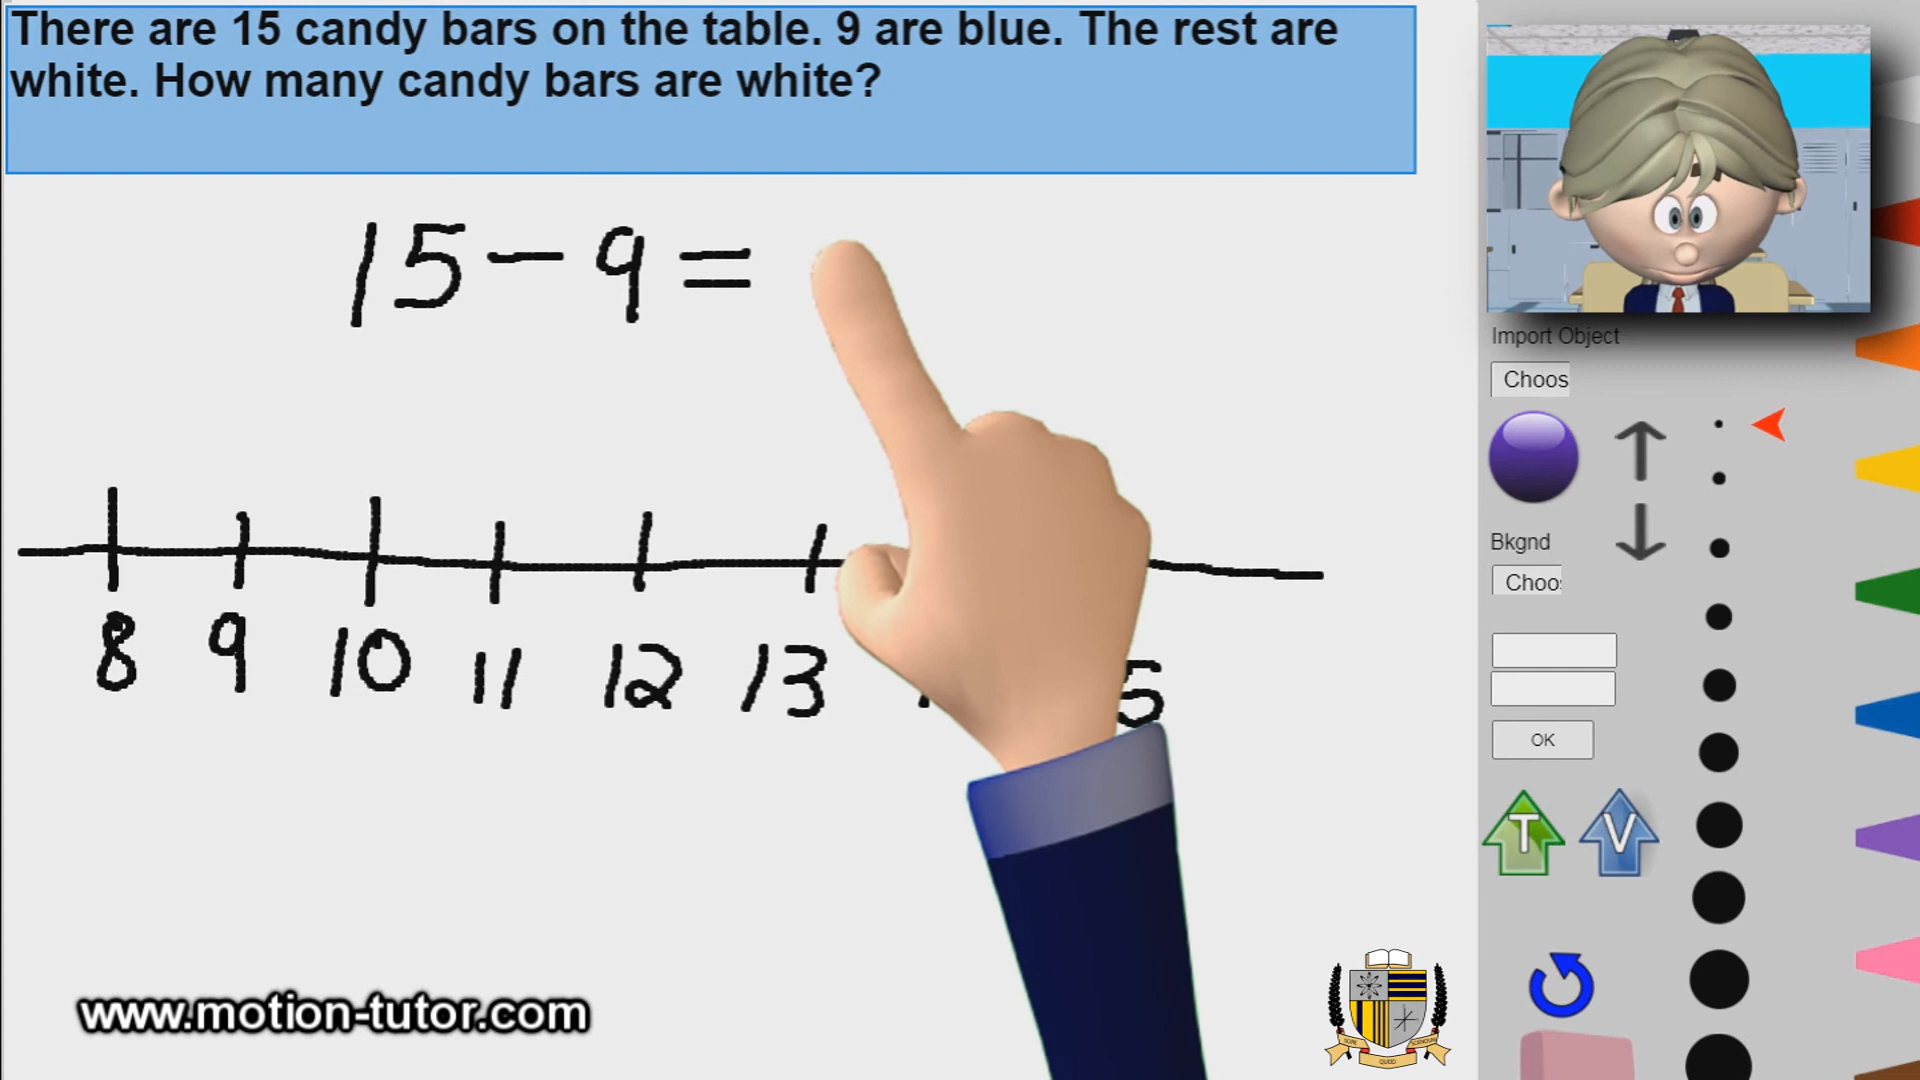 There are 15 candy bars on the table. 9 are blue. The rest are
white. How many candy bars are white?
15 - 9 =
8 9 10 11 12 13 5
Import Object
Choos
Bkgnd
Choo
OK
T V
www.motion-tutor.com